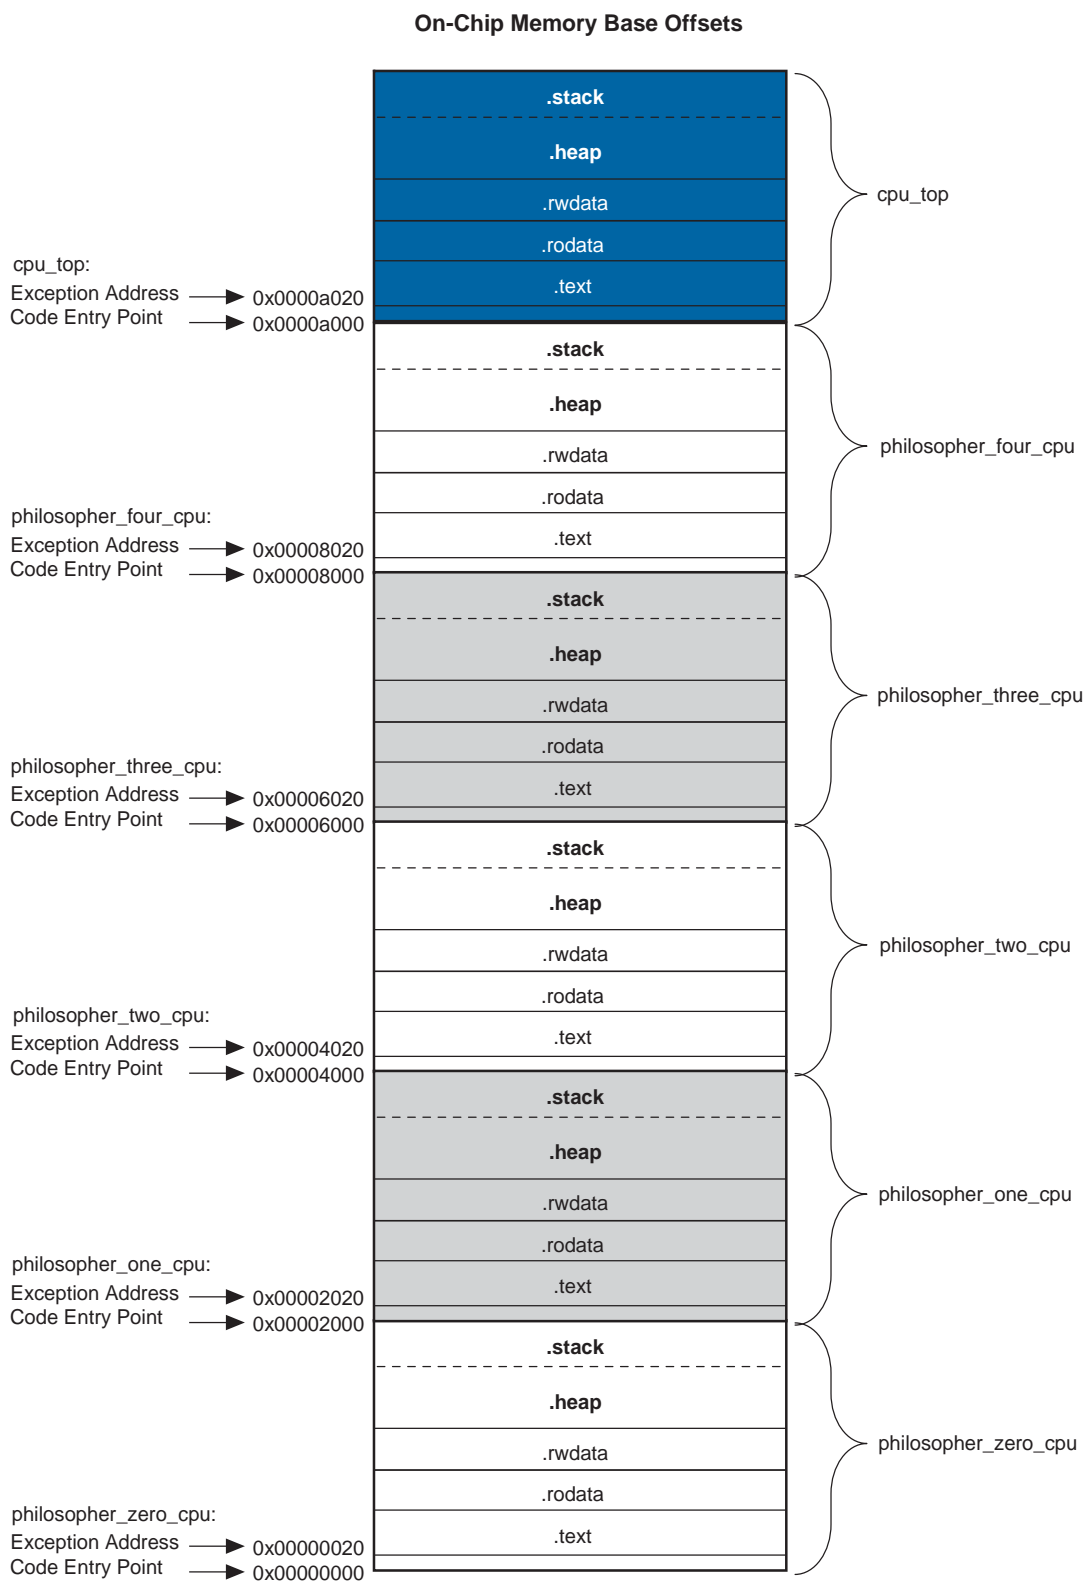 On-Chip Memory Base Offsets
.stack
.heap
.rwdata
.rodata
.text
cpu_top
cpu_top:
Exception Address 0x0000a020
Code Entry Point 0x0000a000
.stack
.heap
.rwdata
.rodata
.text
philosopher_four_cpu
philosopher_four_cpu:
Exception Address 0x00008020
Code Entry Point 0x00008000
.stack
.heap
.rwdata
.rodata
.text
philosopher_three_cpu
philosopher_three_cpu:
Exception Address 0x00006020
Code Entry Point 0x00006000
.stack
.heap
.rwdata
.rodata
.text
philosopher_two_cpu
philosopher_two_cpu:
Exception Address 0x00004020
Code Entry Point 0x00004000
.stack
.heap
.rwdata
.rodata
.text
philosopher_one_cpu
philosopher_one_cpu:
Exception Address 0x00002020
Code Entry Point 0x00002000
.stack
.heap
.rwdata
.rodata
.text
philosopher_zero_cpu
philosopher_zero_cpu:
Exception Address 0x00000020
Code Entry Point 0x00000000